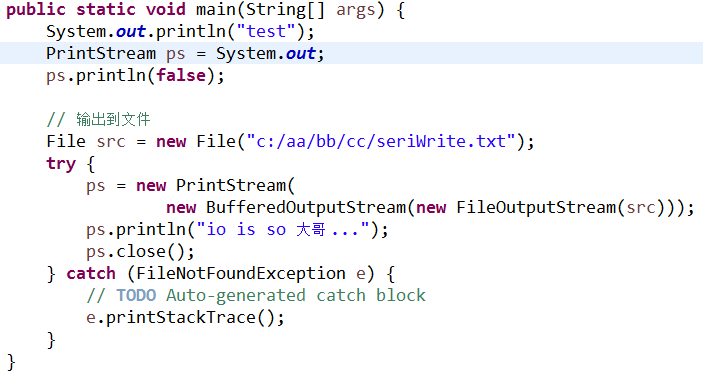 public static void main(String[] args) {
    System.out.println("test");
    PrintStream ps = System.out;
    ps.println(false);

    // 输出到文件
    File src = new File("c:/aa/bb/cc/seriWrite.txt");
    try {
        ps = new PrintStream(
                new BufferedOutputStream(new FileOutputStream(src)));
        ps.println("io is so 大哥...");
        ps.close();
    } catch (FileNotFoundException e) {
        // TODO Auto-generated catch block
        e.printStackTrace();
    }
}